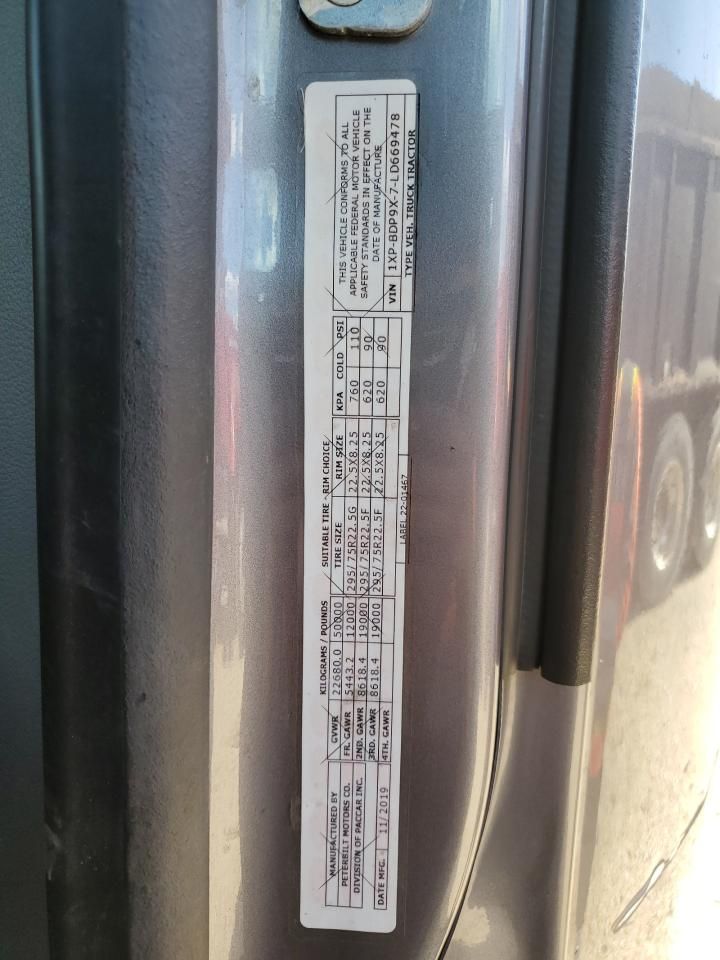 MANUFACTURED BY
PETERBILT MOTORS CO.
DIVISION OF PACCAR INC.
DATE MFG. 11/2019
KILOGRAMS / POUNDS
GVWR 22680.0 50000
FR. GAWR 5443.2 12000
2ND. GAWR 8618.4 19000
3RD. GAWR 8618.4 19000
4TH. GAWR
SUITABLE TIRE - RIM CHOICE
TIRE SIZE RIM SIZE KPA COLD PSI
295/75R22.5G 22.5X8.25 760 110
295/75R22.5F 22.5X8.25 620 90
295/75R22.5F 22.5X8.25 620 90
LABEL 22-01467
THIS VEHICLE CONFORMS TO ALL
APPLICABLE FEDERAL MOTOR VEHICLE
SAFETY STANDARDS IN EFFECT ON THE
DATE OF MANUFACTURE
VIN 1XP-BDP9X-7-LD669478
TYPE VEH. TRUCK TRACTOR